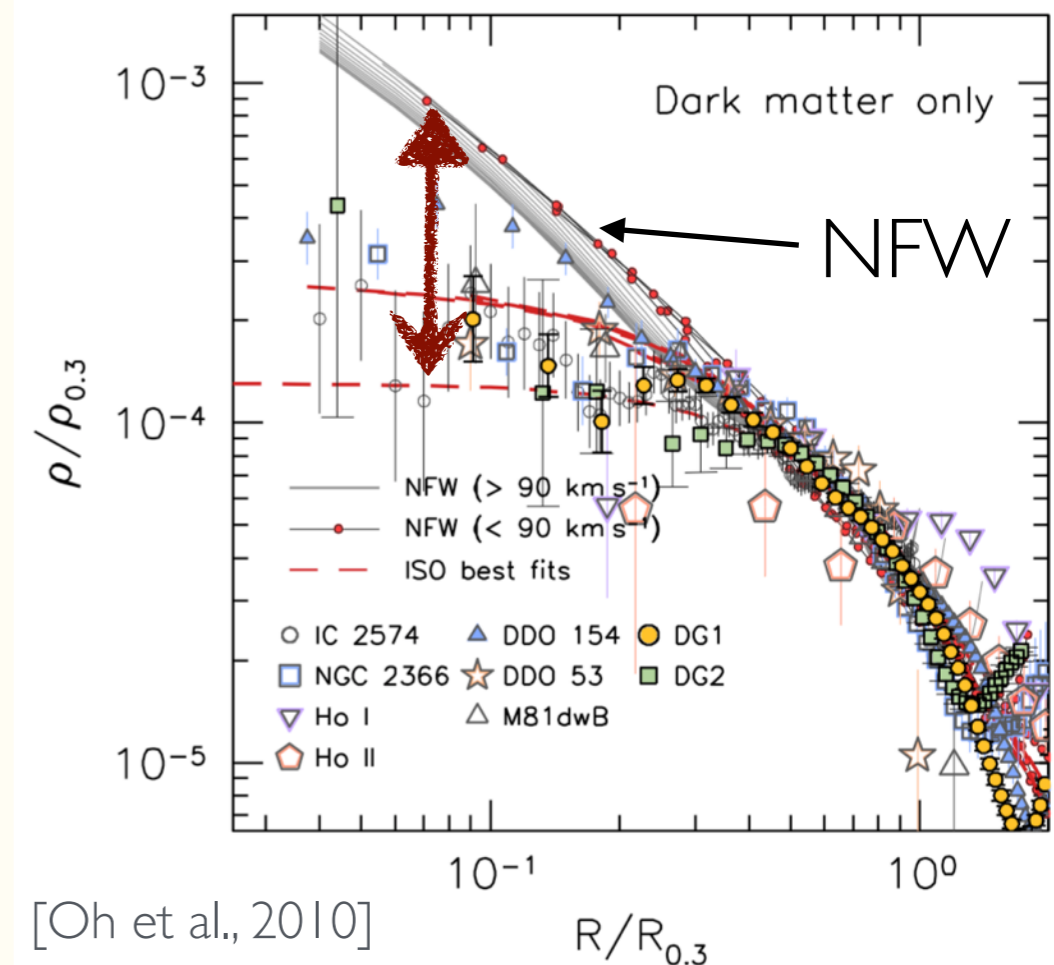 10⁻³
Dark matter only
NFW
10⁻⁴
ρ/ρ0.3
NFW (> 90 km s⁻¹)
NFW (< 90 km s⁻¹)
ISO best fits
IC 2574 DDO 154 DG1
NGC 2366 DDO 53 DG2
Ho I M81dwB
Ho II
10⁻⁵
10⁻¹ 10⁰
[Oh et al., 2010]
R/R0.3